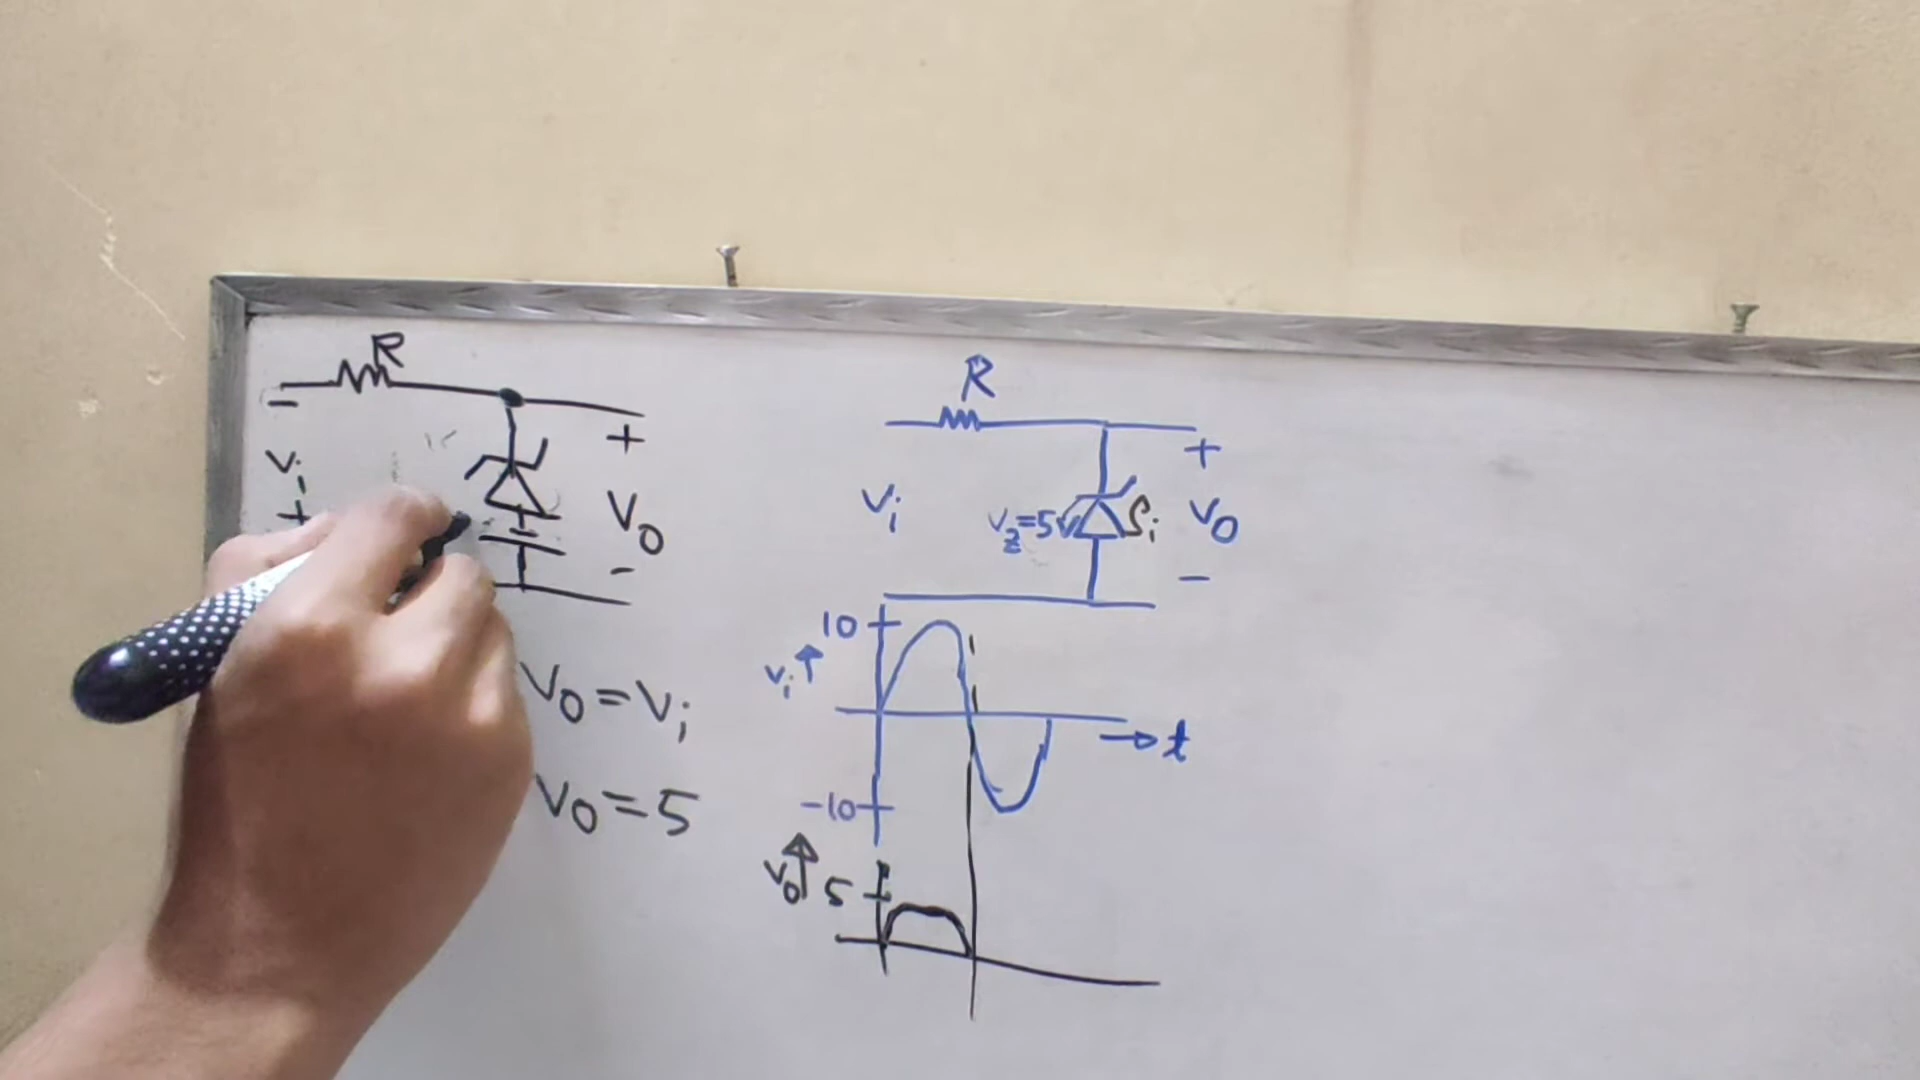 R
−
+
Vi
+
Vo
-
Vo = Vi
Vo = 5
R
+
Vi
Vz=5V
Si
Vo
−
10
vi ↑
→ t
-10
Vo ↑
5